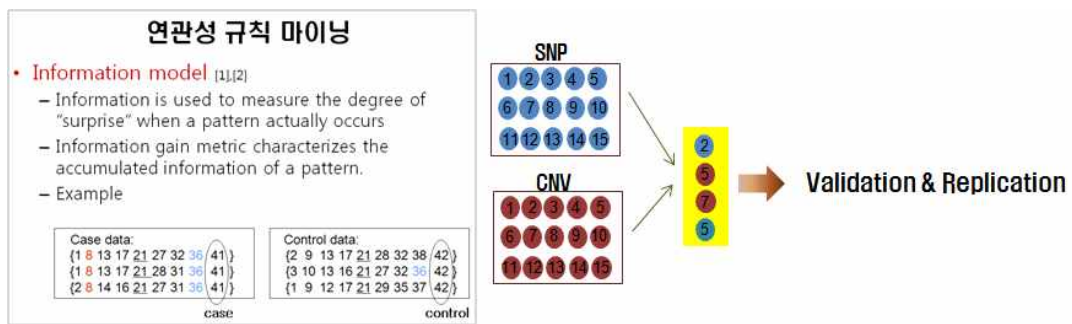 연관성 규칙 마이닝
• Information model [1],[2]
– Information is used to measure the degree of
"surprise" when a pattern actually occurs
– Information gain metric characterizes the
accumulated information of a pattern.
– Example
Case data:
{1 8 13 17 21 27 32 36 41 }
{1 8 13 17 21 28 31 36 41 }
{2 8 14 16 21 27 31 36 41 }
case
Control data:
{2 9 13 17 21 28 32 38 42 }
{3 10 13 16 21 27 32 36 42 }
{1 9 12 17 21 29 35 37 42 }
control
SNP
1 2 3 4 5
6 7 8 9 10
11 12 13 14 15
CNV
1 2 3 4 5
6 7 8 9 10
11 12 13 14 15
2
5
7
5
Validation & Replication